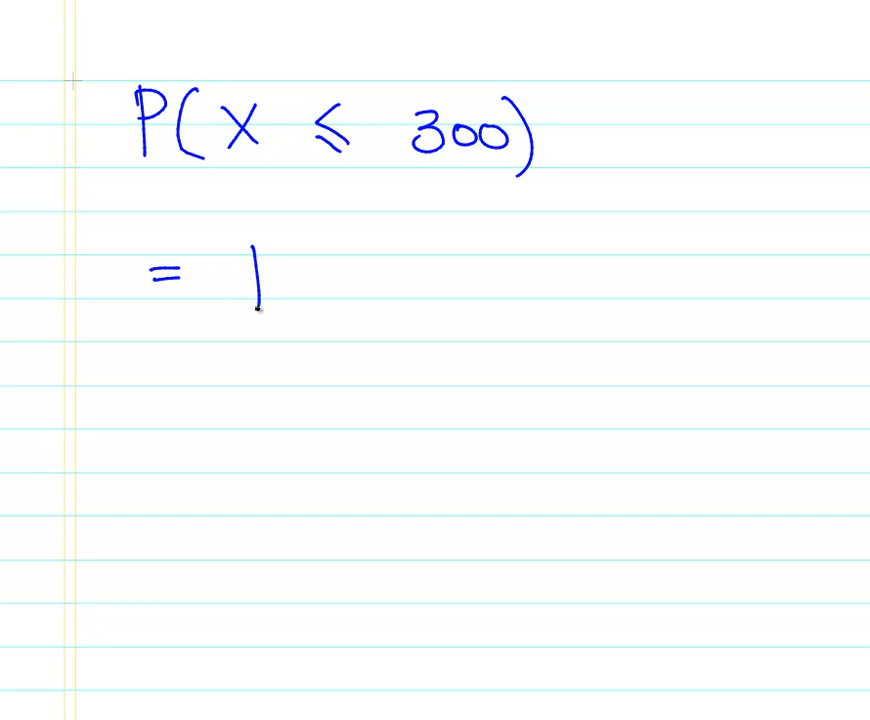 P( X ≤ 300)
= 1